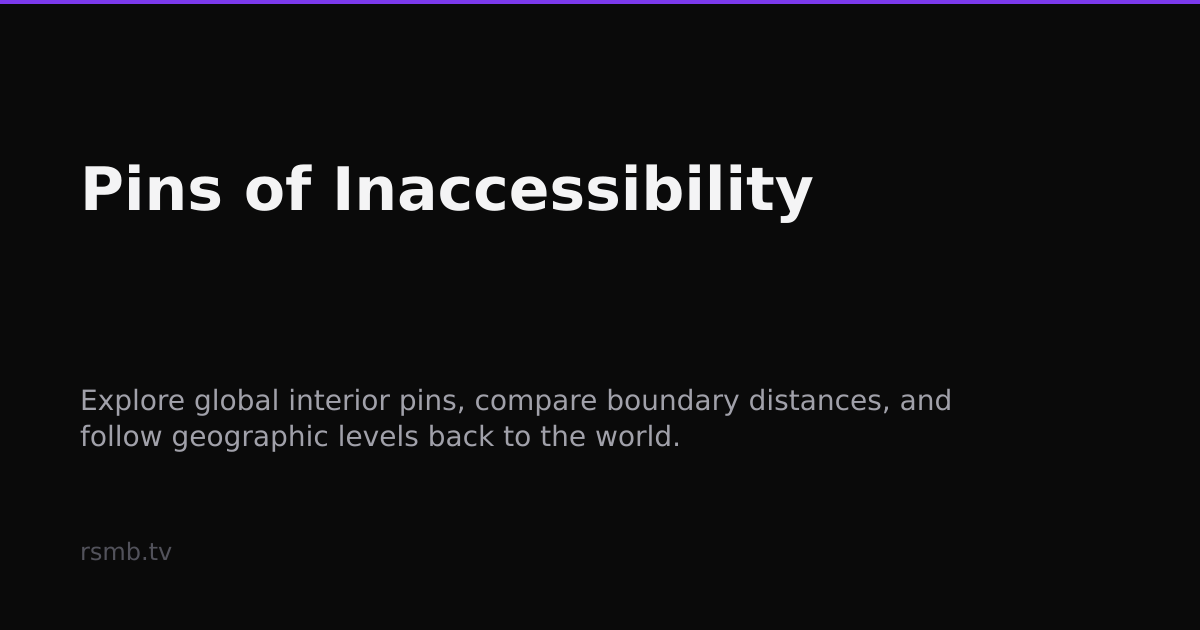 Pins of Inaccessibility
Explore global interior pins, compare boundary distances, and
follow geographic levels back to the world.
rsmb.tv